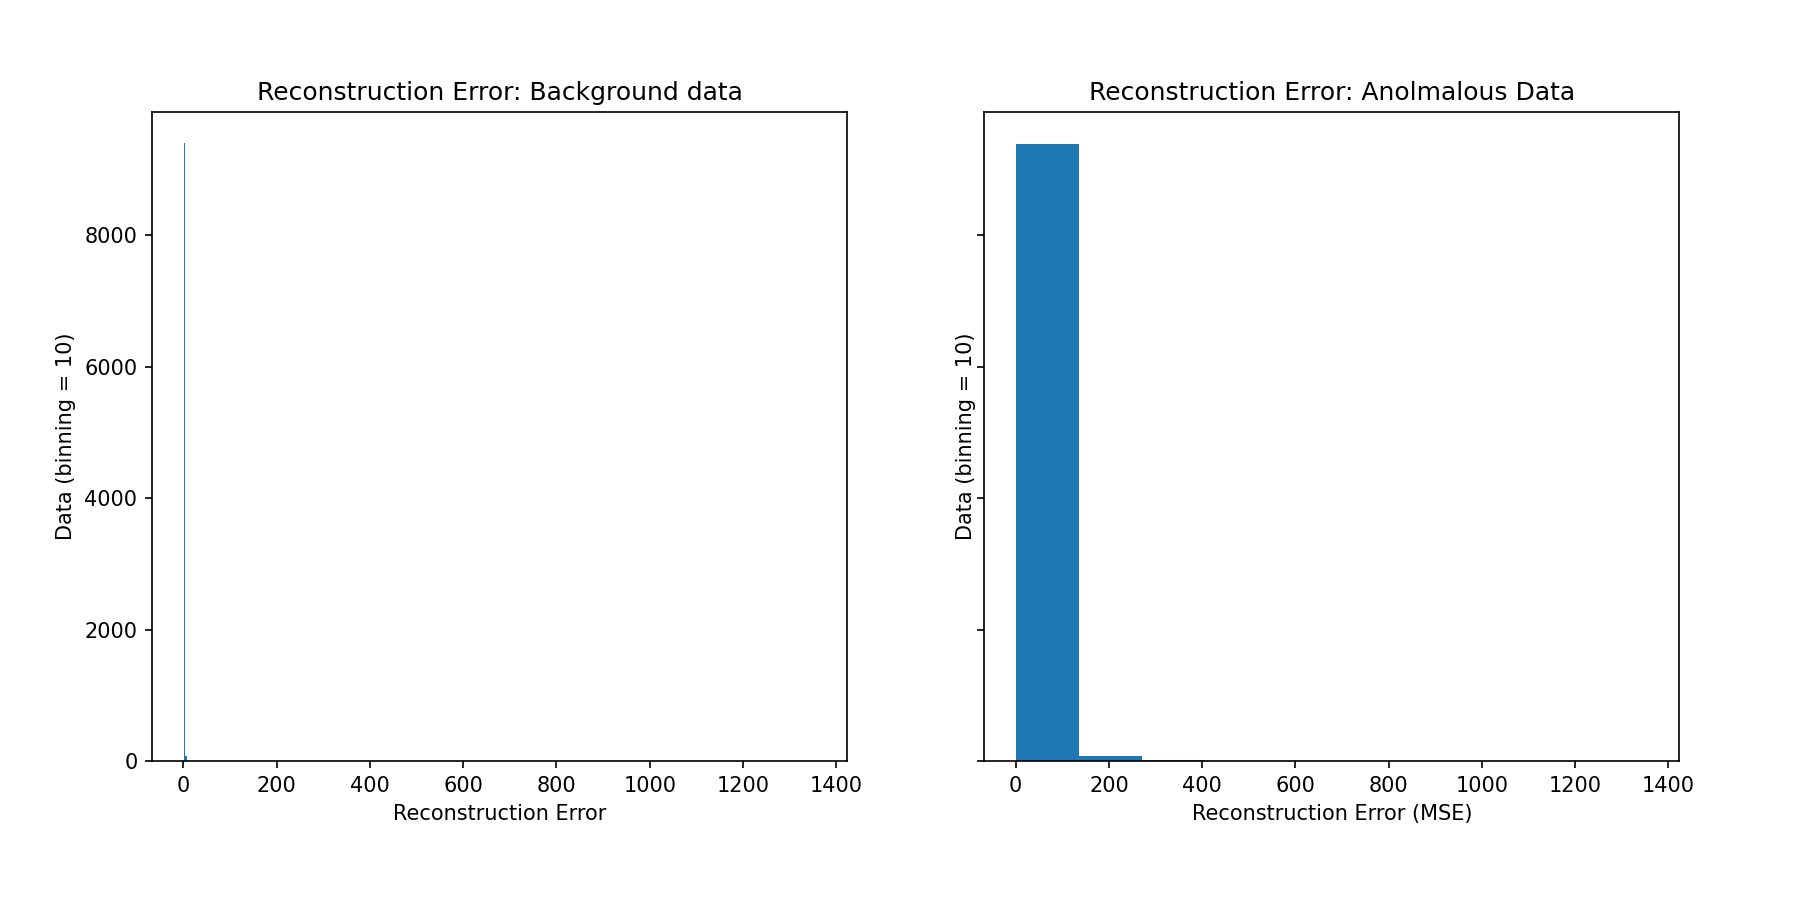 Reconstruction Error: Background data
Data (binning = 10)
8000
6000
4000
2000
0
0 200 400 600 800 1000 1200 1400
Reconstruction Error
Reconstruction Error: Anolmalous Data
Data (binning = 10)
0 200 400 600 800 1000 1200 1400
Reconstruction Error (MSE)